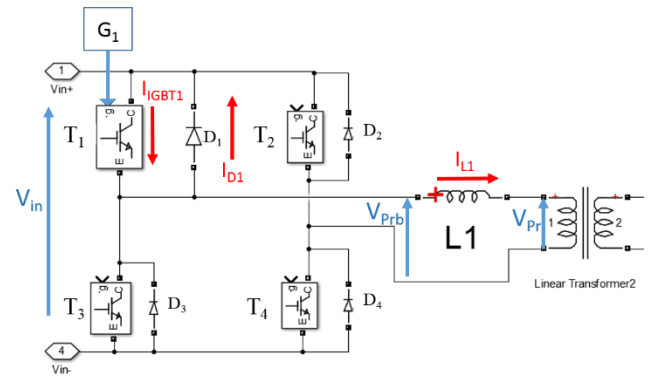 G1
1
Vin+
IIGBT1
T1
g
C
E
D1
ID1
T2
g
C
E
D2
Vin
IL1
+
VPrb
L1
VPr
+
+
1
2
Linear Transformer2
T3
g
C
E
D3
T4
g
C
E
D4
4
Vin-